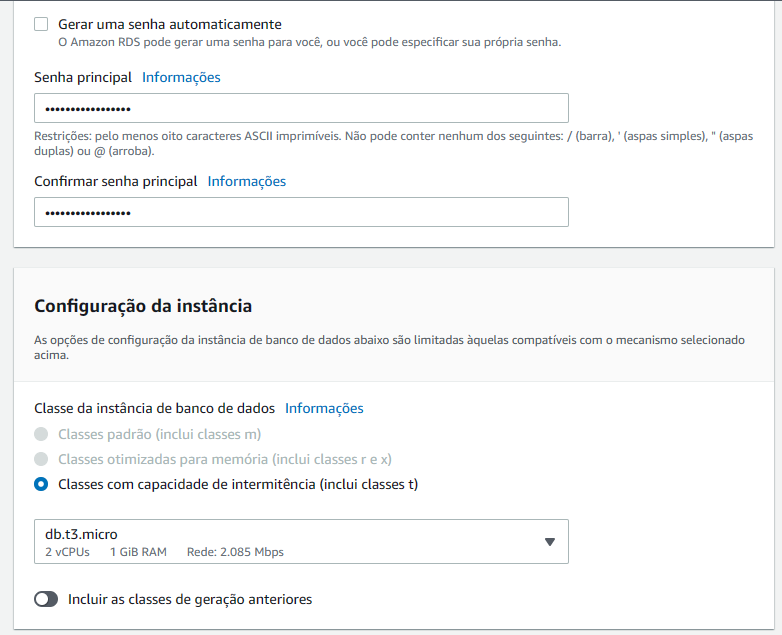 Gerar uma senha automaticamente
O Amazon RDS pode gerar uma senha para você, ou você pode especificar sua própria senha.
Senha principal Informações
•••••••••••••••••
Restrições: pelo menos oito caracteres ASCII imprimíveis. Não pode conter nenhum dos seguintes: / (barra), ' (aspas simples), " (aspas
duplas) ou @ (arroba).
Confirmar senha principal Informações
•••••••••••••••••
Configuração da instância
As opções de configuração da instância de banco de dados abaixo são limitadas àquelas compatíveis com o mecanismo selecionado
acima.
Classe da instância de banco de dados Informações
Classes padrão (inclui classes m)
Classes otimizadas para memória (inclui classes r e x)
Classes com capacidade de intermitência (inclui classes t)
db.t3.micro
2 vCPUs 1 GiB RAM Rede: 2.085 Mbps
Incluir as classes de geração anteriores